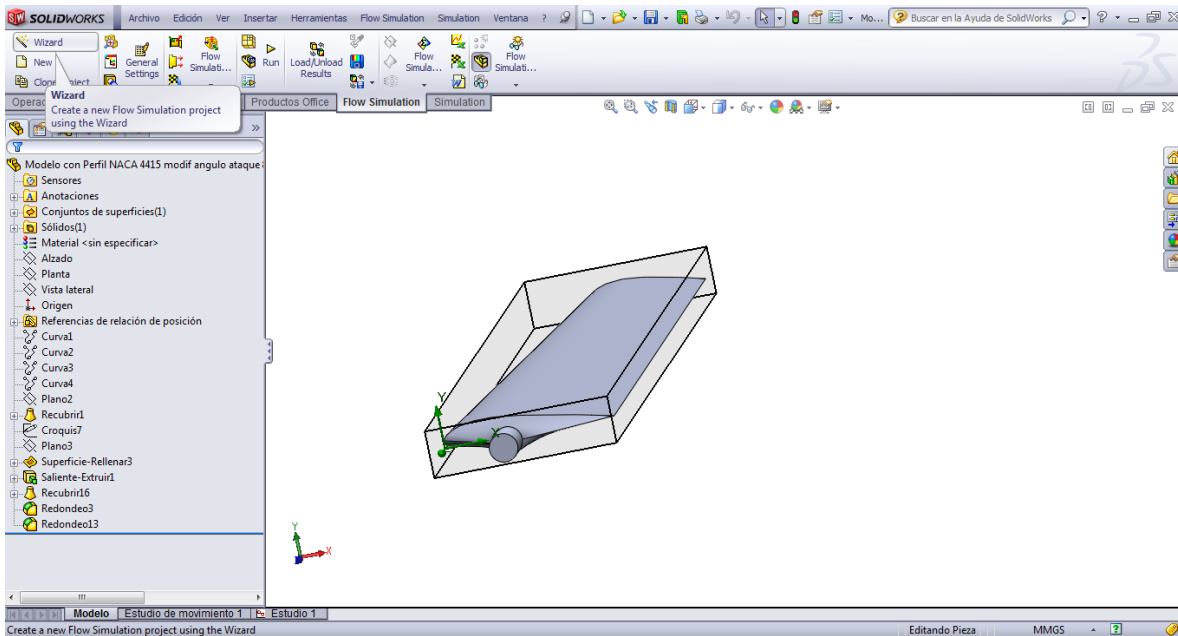 SOLIDWORKS Archivo Edición Ver Insertar Herramientas Flow Simulation Simulation Ventana ? Mo... Buscar en la Ayuda de SolidWorks
Wizard
New
General Settings
Flow Simulati...
Run
Load/Unload Results
Flow Simula...
Flow Simulati...
Wizard
Create a new Flow Simulation project
using the Wizard
Productos Office Flow Simulation Simulation
Modelo con Perfil NACA 4415 modif angulo ataque
Sensores
Anotaciones
Conjuntos de superficies(1)
Sólidos(1)
Material <sin especificar>
Alzado
Planta
Vista lateral
Origen
Referencias de relación de posición
Curva1
Curva2
Curva3
Curva4
Plano2
Recubrir1
Croquis7
Plano3
Superficie-Rellenar3
Saliente-Extruir1
Recubrir16
Redondeo3
Redondeo13
Y
X
Y
X
Modelo Estudio de movimiento 1 Estudio 1
Create a new Flow Simulation project using the Wizard Editando Pieza MMGS